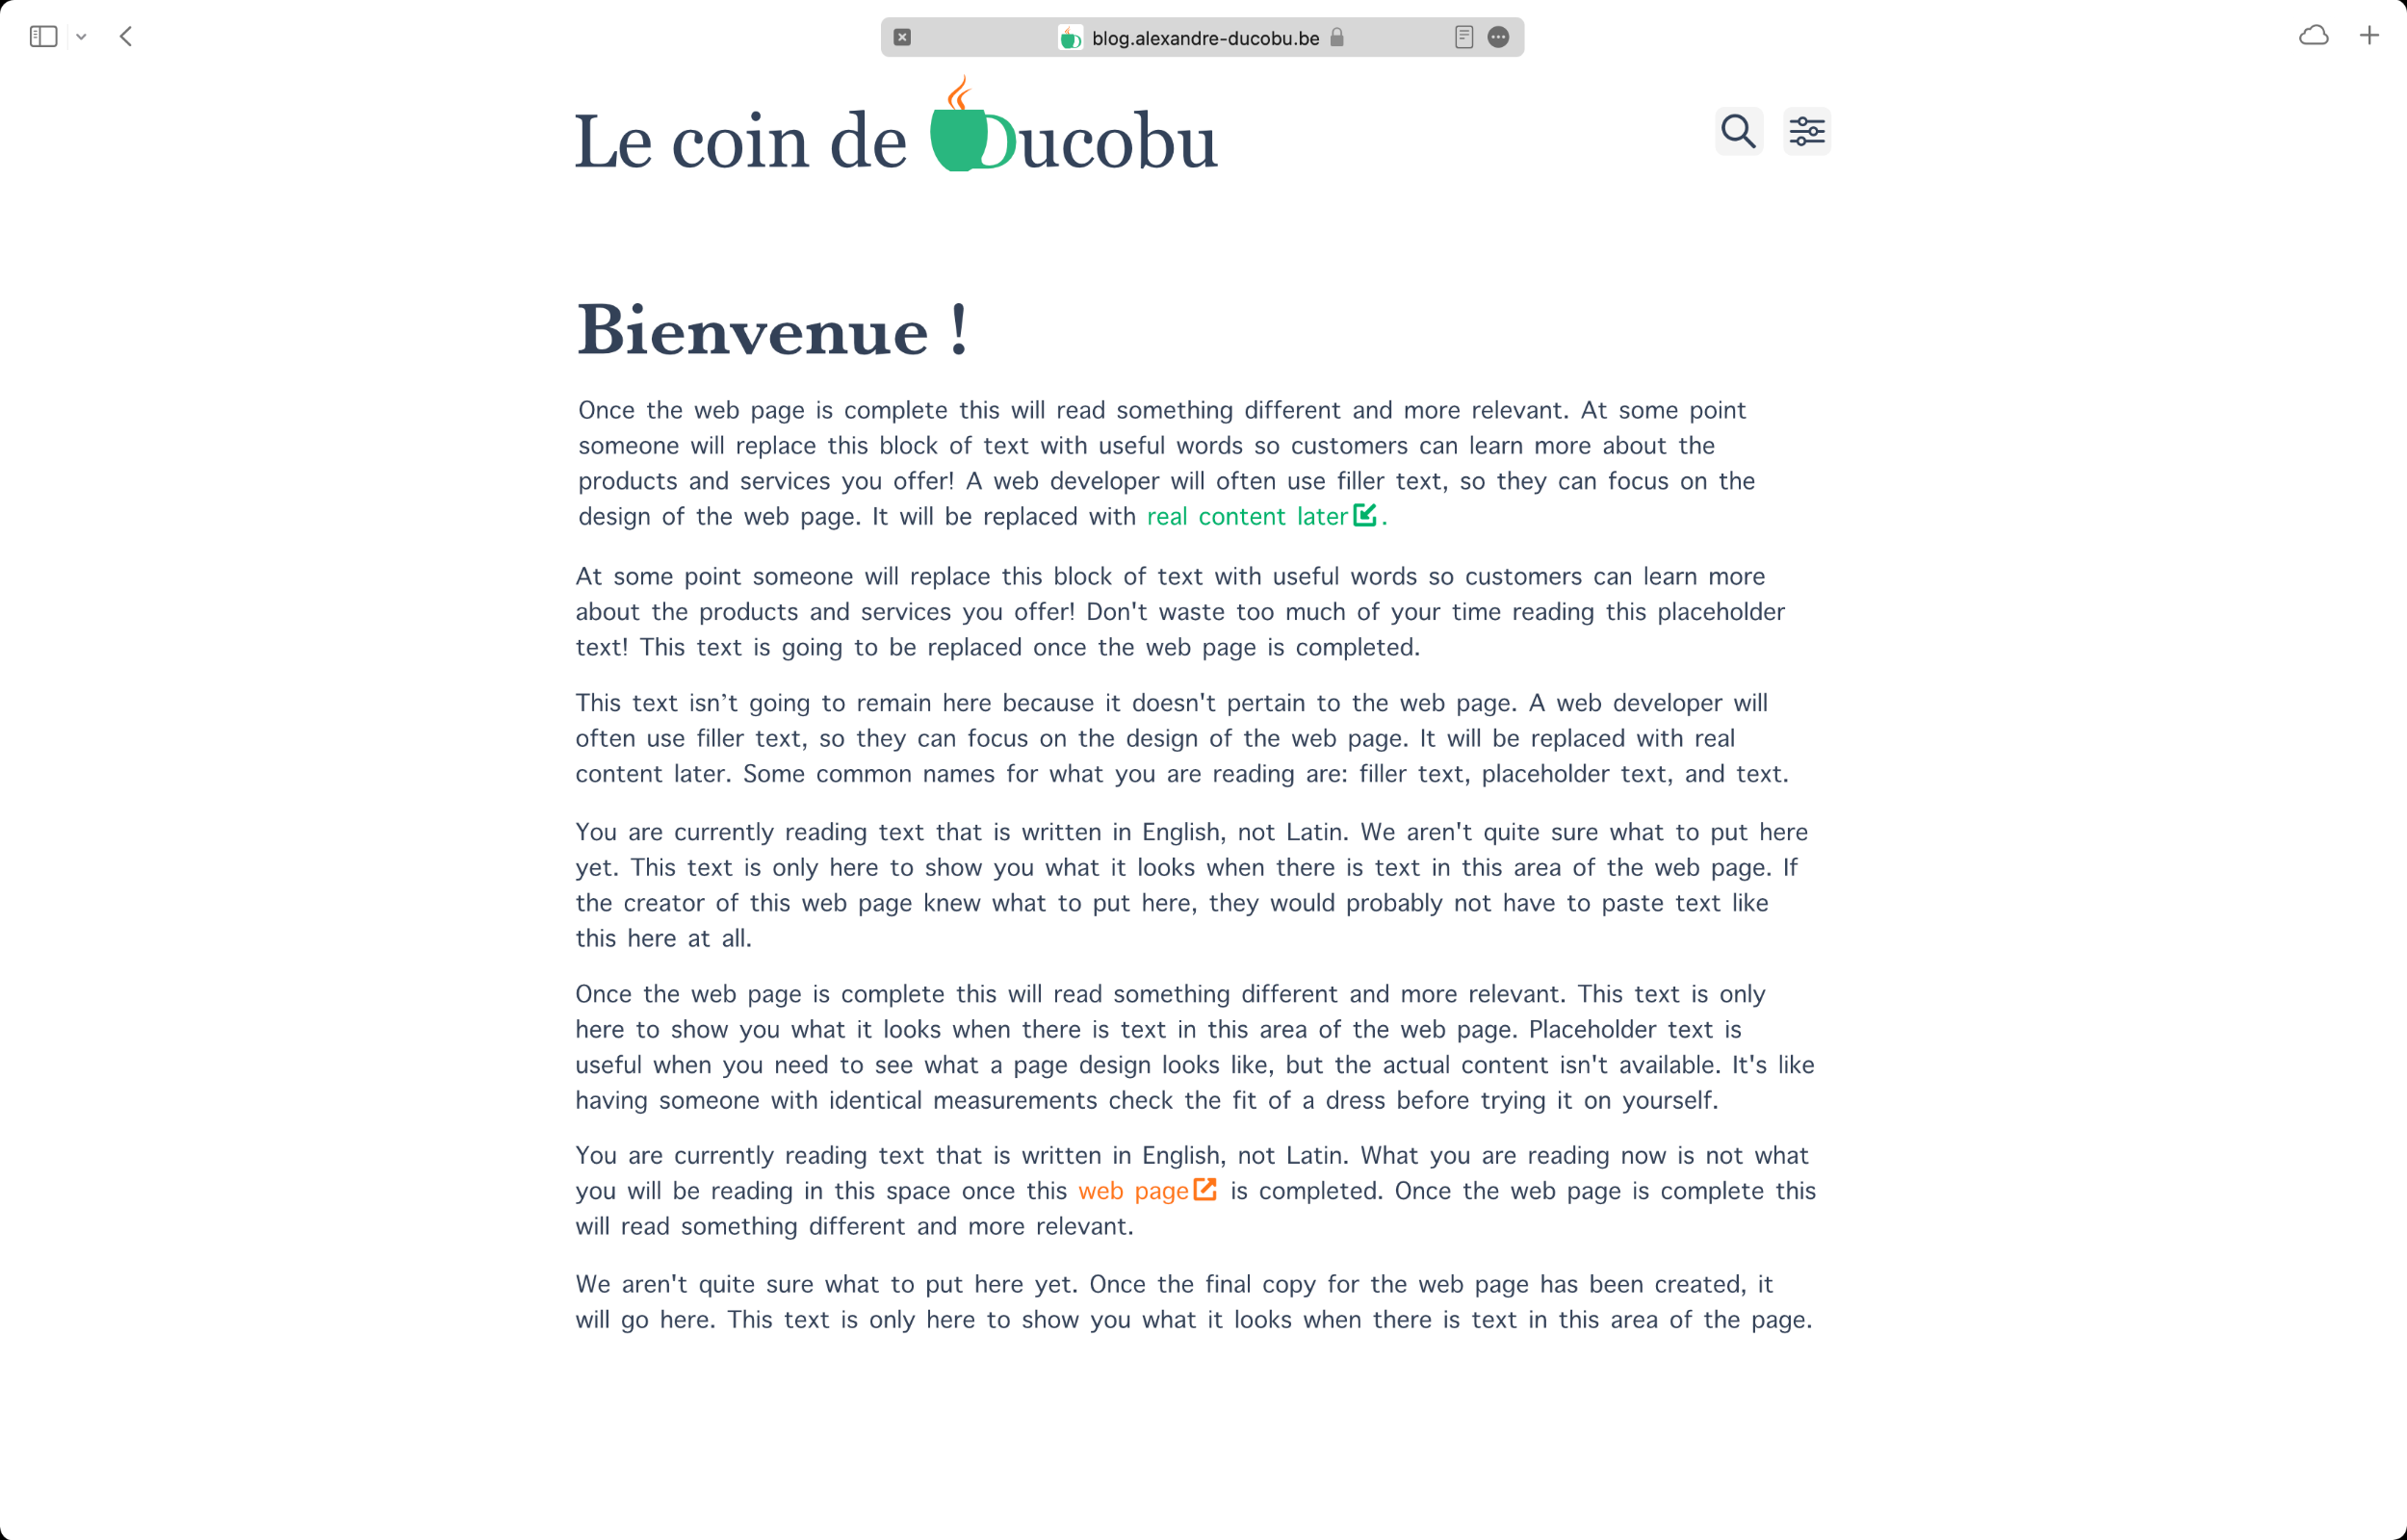 blog.alexandre-ducobu.be
Le coin de Ducobu
Bienvenue !
Once the web page is complete this will read something different and more relevant. At some point
someone will replace this block of text with useful words so customers can learn more about the
products and services you offer! A web developer will often use filler text, so they can focus on the
design of the web page. It will be replaced with real content later.
At some point someone will replace this block of text with useful words so customers can learn more
about the products and services you offer! Don't waste too much of your time reading this placeholder
text! This text is going to be replaced once the web page is completed.
This text isn’t going to remain here because it doesn't pertain to the web page. A web developer will
often use filler text, so they can focus on the design of the web page. It will be replaced with real
content later. Some common names for what you are reading are: filler text, placeholder text, and text.
You are currently reading text that is written in English, not Latin. We aren't quite sure what to put here
yet. This text is only here to show you what it looks when there is text in this area of the web page. If
the creator of this web page knew what to put here, they would probably not have to paste text like
this here at all.
Once the web page is complete this will read something different and more relevant. This text is only
here to show you what it looks when there is text in this area of the web page. Placeholder text is
useful when you need to see what a page design looks like, but the actual content isn't available. It's like
having someone with identical measurements check the fit of a dress before trying it on yourself.
You are currently reading text that is written in English, not Latin. What you are reading now is not what
you will be reading in this space once this web page is completed. Once the web page is complete this
will read something different and more relevant.
We aren't quite sure what to put here yet. Once the final copy for the web page has been created, it
will go here. This text is only here to show you what it looks when there is text in this area of the page.